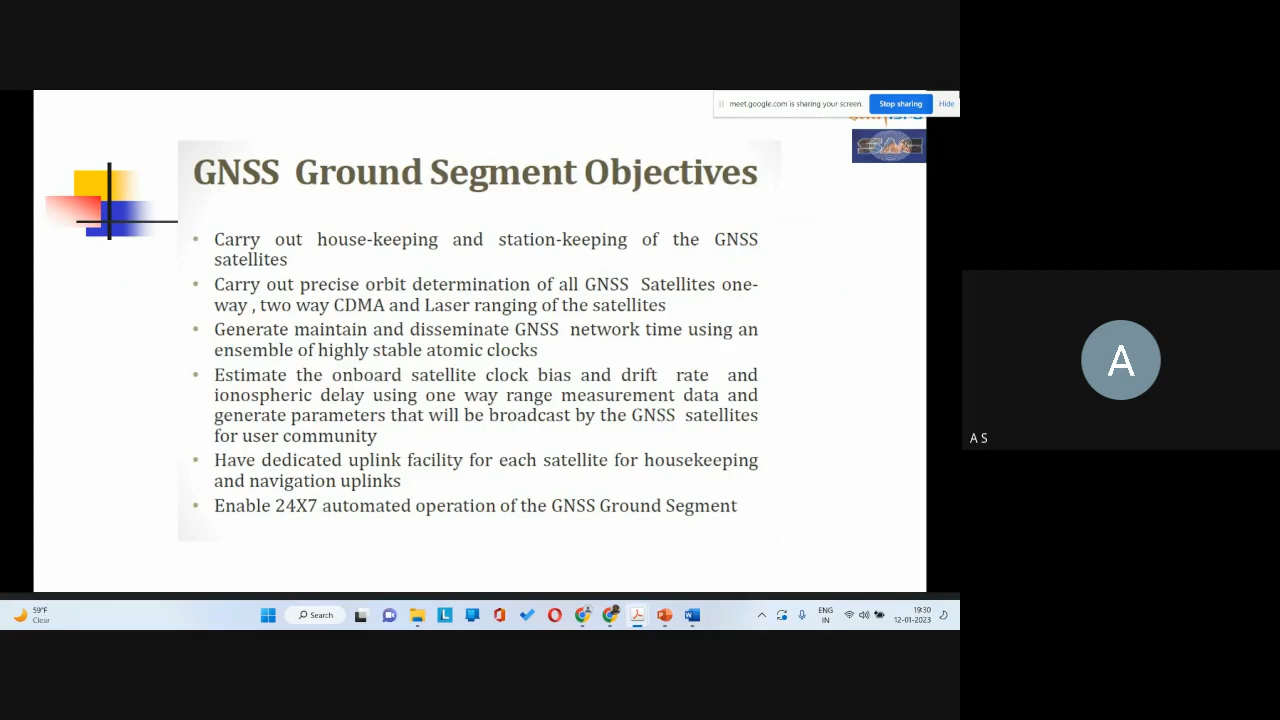 meet.google.com is sharing your screen.
Stop sharing
Hide
GNSS Ground Segment Objectives
• Carry out house-keeping and station-keeping of the GNSS
satellites
• Carry out precise orbit determination of all GNSS Satellites one-
way , two way CDMA and Laser ranging of the satellites
• Generate maintain and disseminate GNSS network time using an
ensemble of highly stable atomic clocks
• Estimate the onboard satellite clock bias and drift rate and
ionospheric delay using one way range measurement data and
generate parameters that will be broadcast by the GNSS satellites
for user community
• Have dedicated uplink facility for each satellite for housekeeping
and navigation uplinks
• Enable 24X7 automated operation of the GNSS Ground Segment
A
A S
59°F
Clear
Search
L
ENG
IN
19:30
12-01-2023